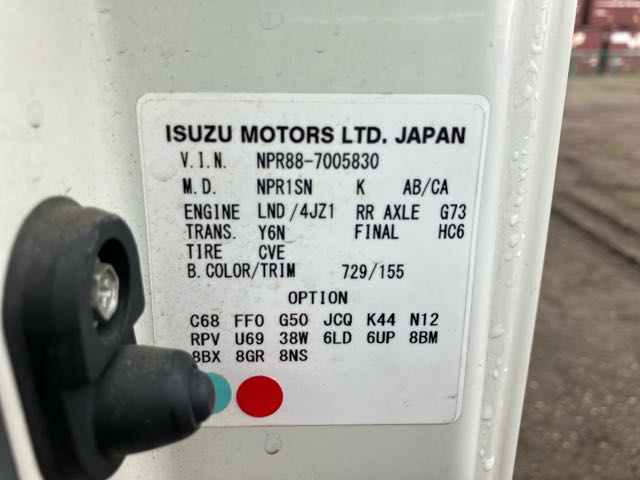 ISUZU MOTORS LTD. JAPAN
V.I.N. NPR88-7005830
M.D. NPR1SN K AB/CA
ENGINE LND/4JZ1 RR AXLE G73
TRANS. Y6N FINAL HC6
TIRE CVE
B.COLOR/TRIM 729/155
OPTION
C68 FF0 G50 JCQ K44 N12
RPV U69 38W 6LD 6UP 8BM
8BX 8GR 8NS